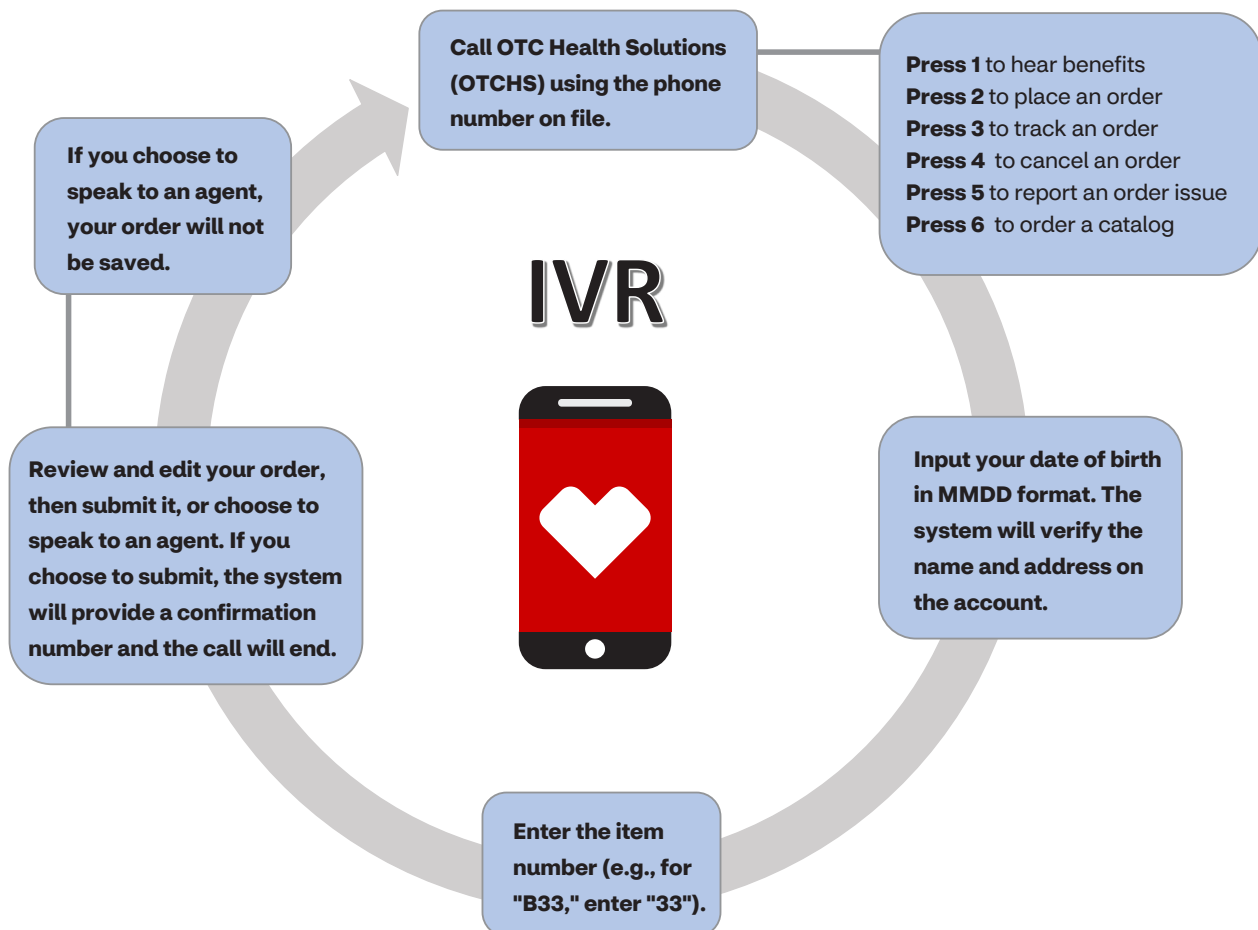 Call OTC Health Solutions
(OTCHS) using the phone
number on file.
Press 1 to hear benefits
Press 2 to place an order
Press 3 to track an order
Press 4 to cancel an order
Press 5 to report an order issue
Press 6 to order a catalog
Input your date of birth
in MMDD format. The
system will verify the
name and address on
the account.
Enter the item
number (e.g., for
"B33," enter "33").
Review and edit your order,
then submit it, or choose to
speak to an agent. If you
choose to submit, the system
will provide a confirmation
number and the call will end.
If you choose to
speak to an agent,
your order will not
be saved.
IVR